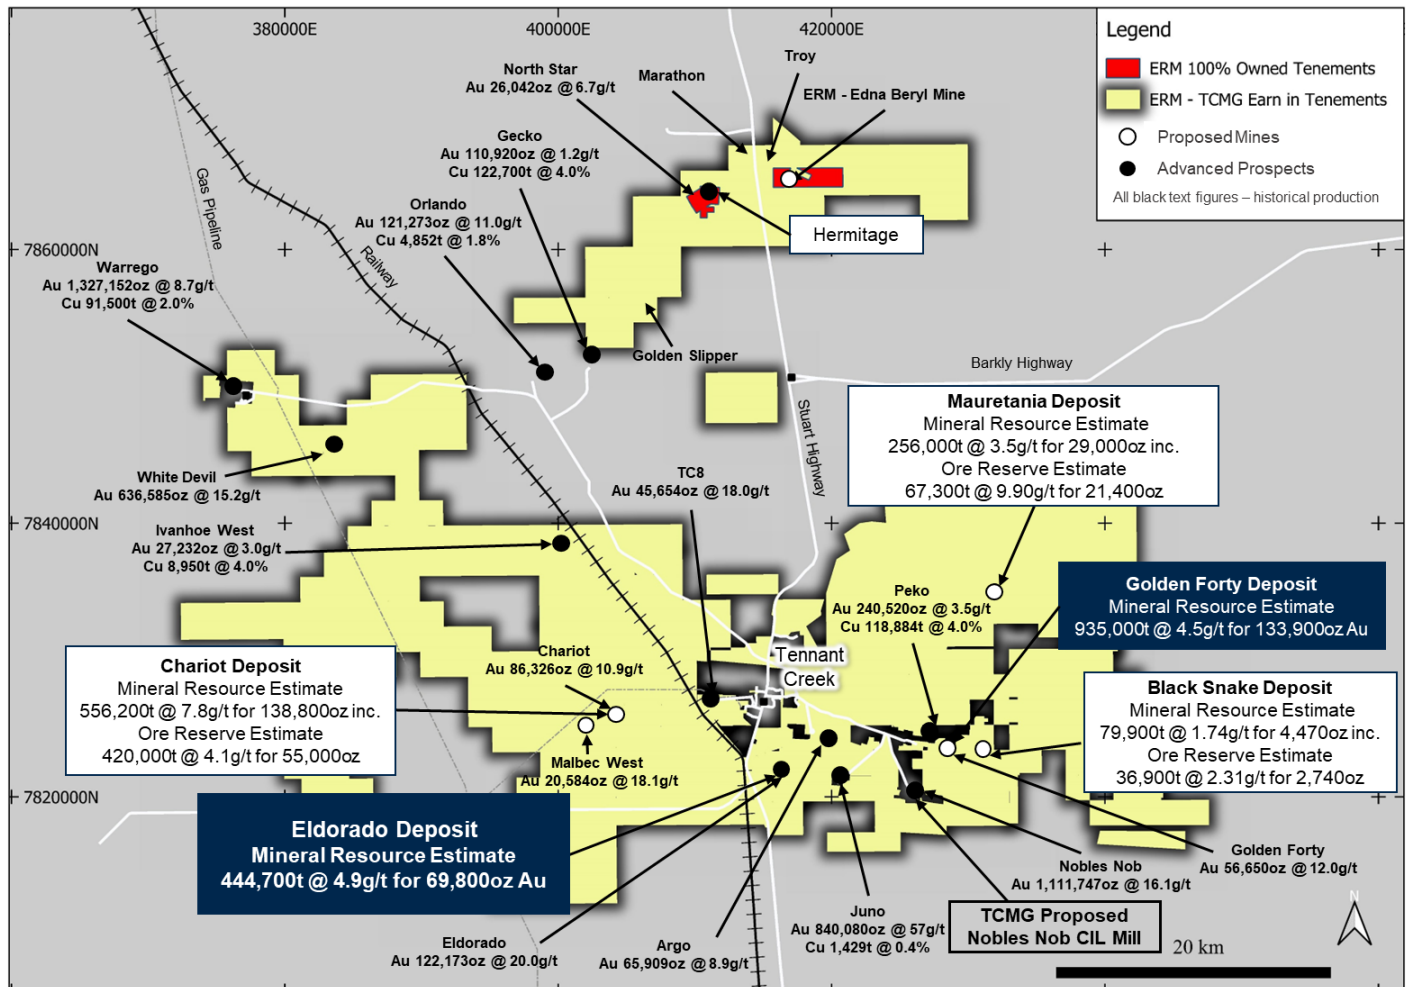 380000E
400000E
420000E
Legend
ERM 100% Owned Tenements
ERM - TCMG Earn in Tenements
Proposed Mines
Advanced Prospects
All black text figures – historical production
North Star
Au 26,042oz @ 6.7g/t
Marathon
Troy
ERM - Edna Beryl Mine
Gecko
Au 110,920oz @ 1.2g/t
Cu 122,700t @ 4.0%
Gas Pipeline
Orlando
Au 121,273oz @ 11.0g/t
Cu 4,852t @ 1.8%
Hermitage
7860000N
Railway
Warrego
Au 1,327,152oz @ 8.7g/t
Cu 91,500t @ 2.0%
Golden Slipper
Barkly Highway
Stuart Highway
Mauretania Deposit
Mineral Resource Estimate
256,000t @ 3.5g/t for 29,000oz inc.
Ore Reserve Estimate
67,300t @ 9.90g/t for 21,400oz
White Devil
Au 636,585oz @ 15.2g/t
TC8
Au 45,654oz @ 18.0g/t
7840000N
Ivanhoe West
Au 27,232oz @ 3.0g/t
Cu 8,950t @ 4.0%
Peko
Au 240,520oz @ 3.5g/t
Cu 118,884t @ 4.0%
Golden Forty Deposit
Mineral Resource Estimate
935,000t @ 4.5g/t for 133,900oz Au
Tennant
Creek
Chariot
Au 86,326oz @ 10.9g/t
Chariot Deposit
Mineral Resource Estimate
556,200t @ 7.8g/t for 138,800oz inc.
Ore Reserve Estimate
420,000t @ 4.1g/t for 55,000oz
Black Snake Deposit
Mineral Resource Estimate
79,900t @ 1.74g/t for 4,470oz inc.
Ore Reserve Estimate
36,900t @ 2.31g/t for 2,740oz
Malbec West
Au 20,584oz @ 18.1g/t
7820000N
Eldorado Deposit
Mineral Resource Estimate
444,700t @ 4.9g/t for 69,800oz Au
Golden Forty
Au 56,650oz @ 12.0g/t
Nobles Nob
Au 1,111,747oz @ 16.1g/t
Juno
Au 840,080oz @ 57g/t
Cu 1,429t @ 0.4%
TCMG Proposed
Nobles Nob CIL Mill
Eldorado
Au 122,173oz @ 20.0g/t
Argo
Au 65,909oz @ 8.9g/t
N
20 km